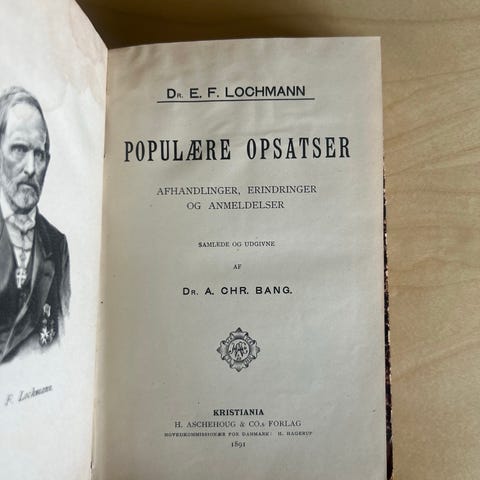 DR. E. F. LOCHMANN
POPULÆRE OPSATSER
AFHANDLINGER, ERINDRINGER
OG ANMELDELSER
SAMLEDE OG UDGIVNE
AF
DR. A. CHR. BANG.
KRISTIANIA
H. ASCHEHOUG & CO.s FORLAG
HOVEDKOMMISSIONÆR FOR DANMARK: H. HAGERUP
1891
F. Lochmann.